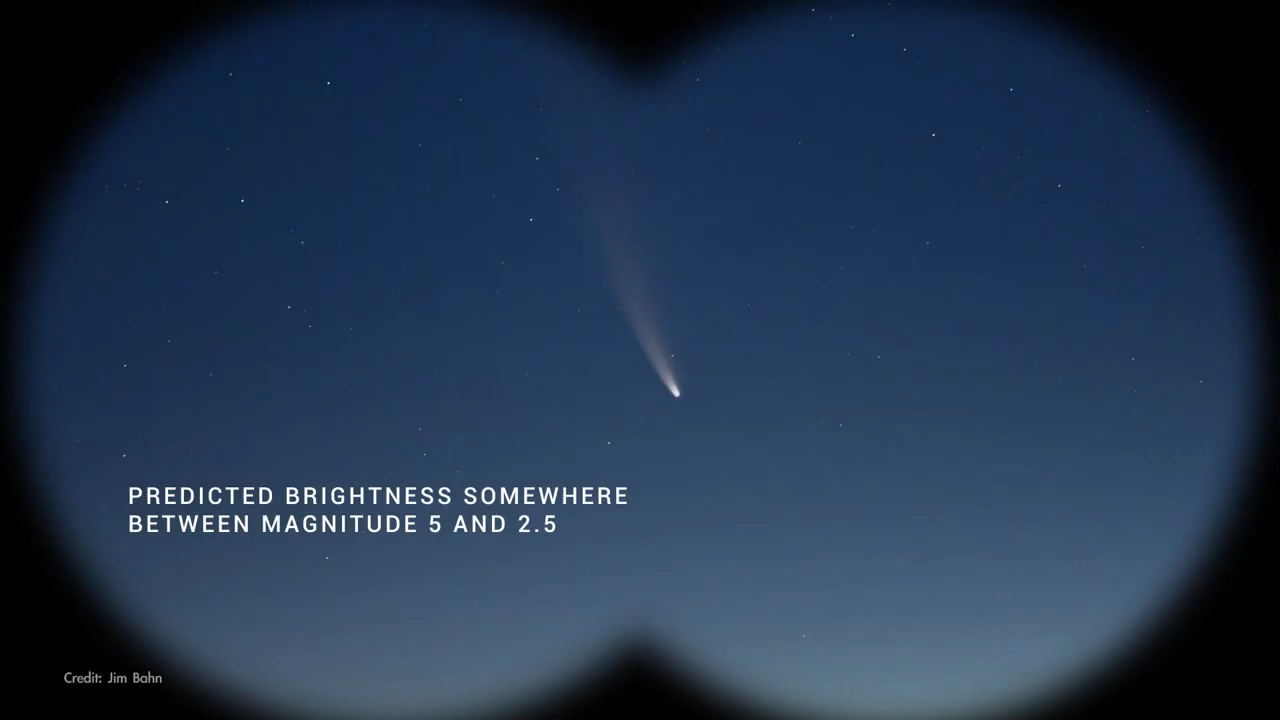 PREDICTED BRIGHTNESS SOMEWHERE
BETWEEN MAGNITUDE 5 AND 2.5
Credit: Jim Bahn